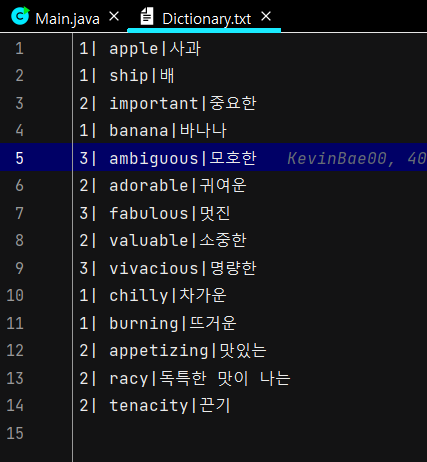 Main.java Dictionary.txt
1 1| apple|사과
2 1| ship|배
3 2| important|중요한
4 1| banana|바나나
5 3| ambiguous|모호한 KevinBae00, 40
6 2| adorable|귀여운
7 3| fabulous|멋진
8 2| valuable|소중한
9 3| vivacious|명량한
10 1| chilly|차가운
11 1| burning|뜨거운
12 2| appetizing|맛있는
13 2| racy|독특한 맛이 나는
14 2| tenacity|끈기
15